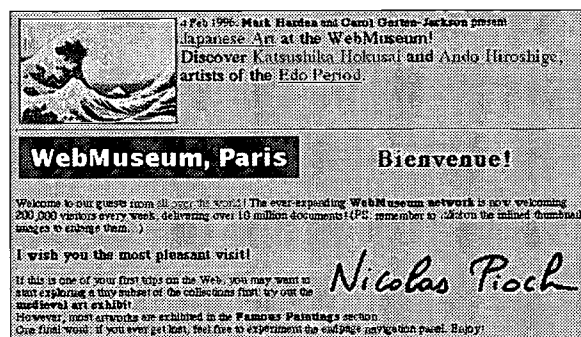 4 Feb 1996: Mark Harden and Carol Gerten-Jackson present
Japanese Art at the WebMuseum!
Discover Katsushika Hokusai and Ando Hiroshige,
artists of the Edo Period.
WebMuseum, Paris
Bienvenue!
Welcome to our guests from all over the world! The ever-expanding WebMuseum network is now welcoming
200,000 visitors every week, delivering over 10 million documents! (PS: remember to click on the inlined thumbnail
images to enlarge them...)
I wish you the most pleasant visit!
Nicolas Pioch
If this is one of your first trips on the Web, you may want to
start exploring a tiny subset of the collections first: try out the
medieval art exhibit!
However, most artworks are exhibited in the Famous Paintings section.
One final word: if you ever get lost, feel free to experiment the endpage navigation panel. Enjoy!